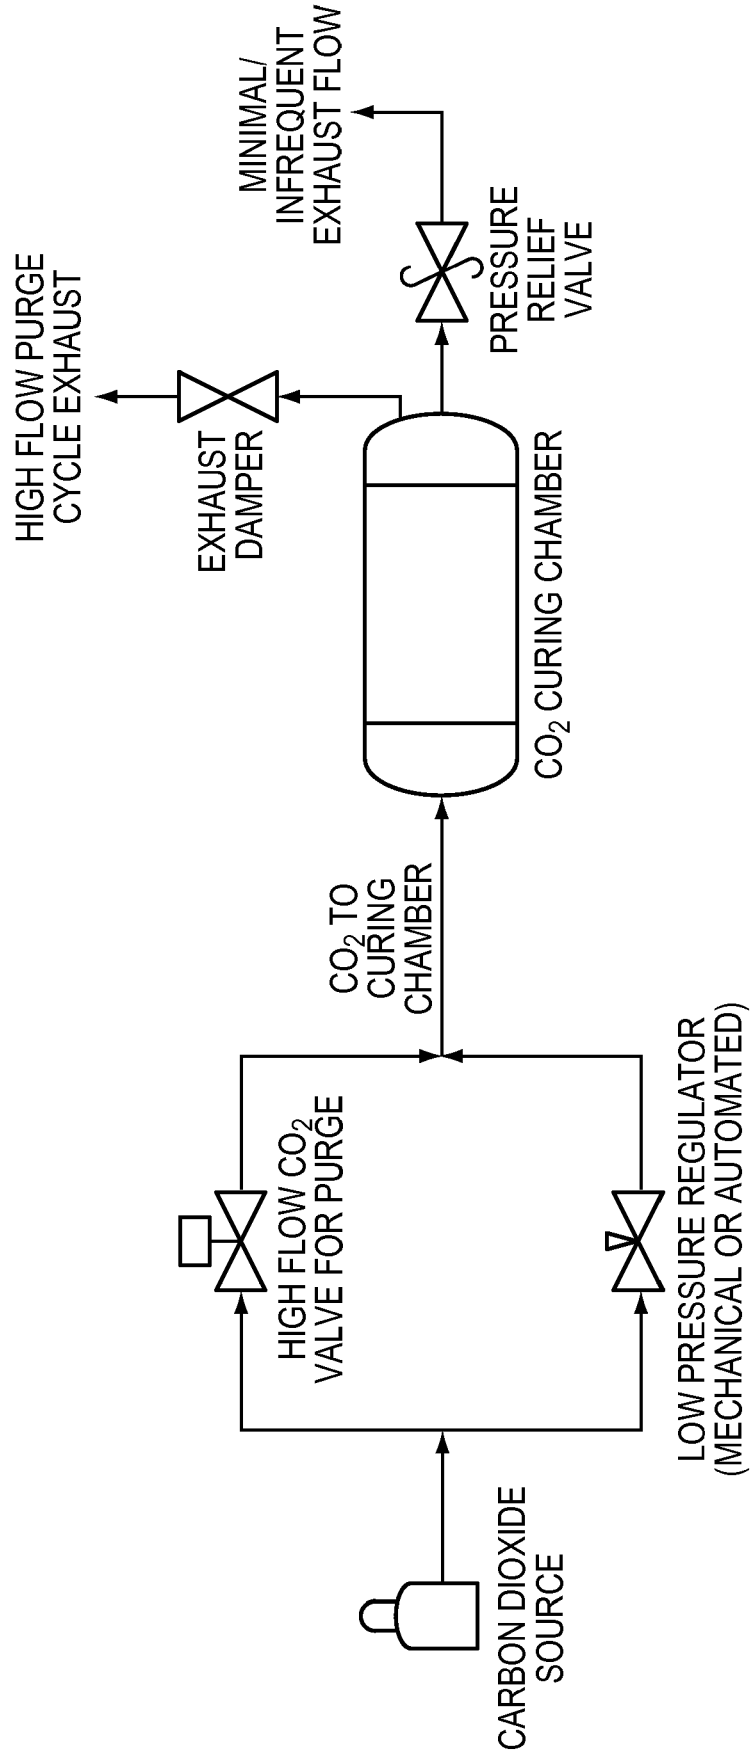 CARBON DIOXIDE
SOURCE
HIGH FLOW CO2
VALVE FOR PURGE
LOW PRESSURE REGULATOR
(MECHANICAL OR AUTOMATED)
CO2 TO
CURING
CHAMBER
CO2 CURING CHAMBER
HIGH FLOW PURGE
CYCLE EXHAUST
EXHAUST
DAMPER
MINIMAL/
INFREQUENT
EXHAUST FLOW
PRESSURE
RELIEF
VALVE